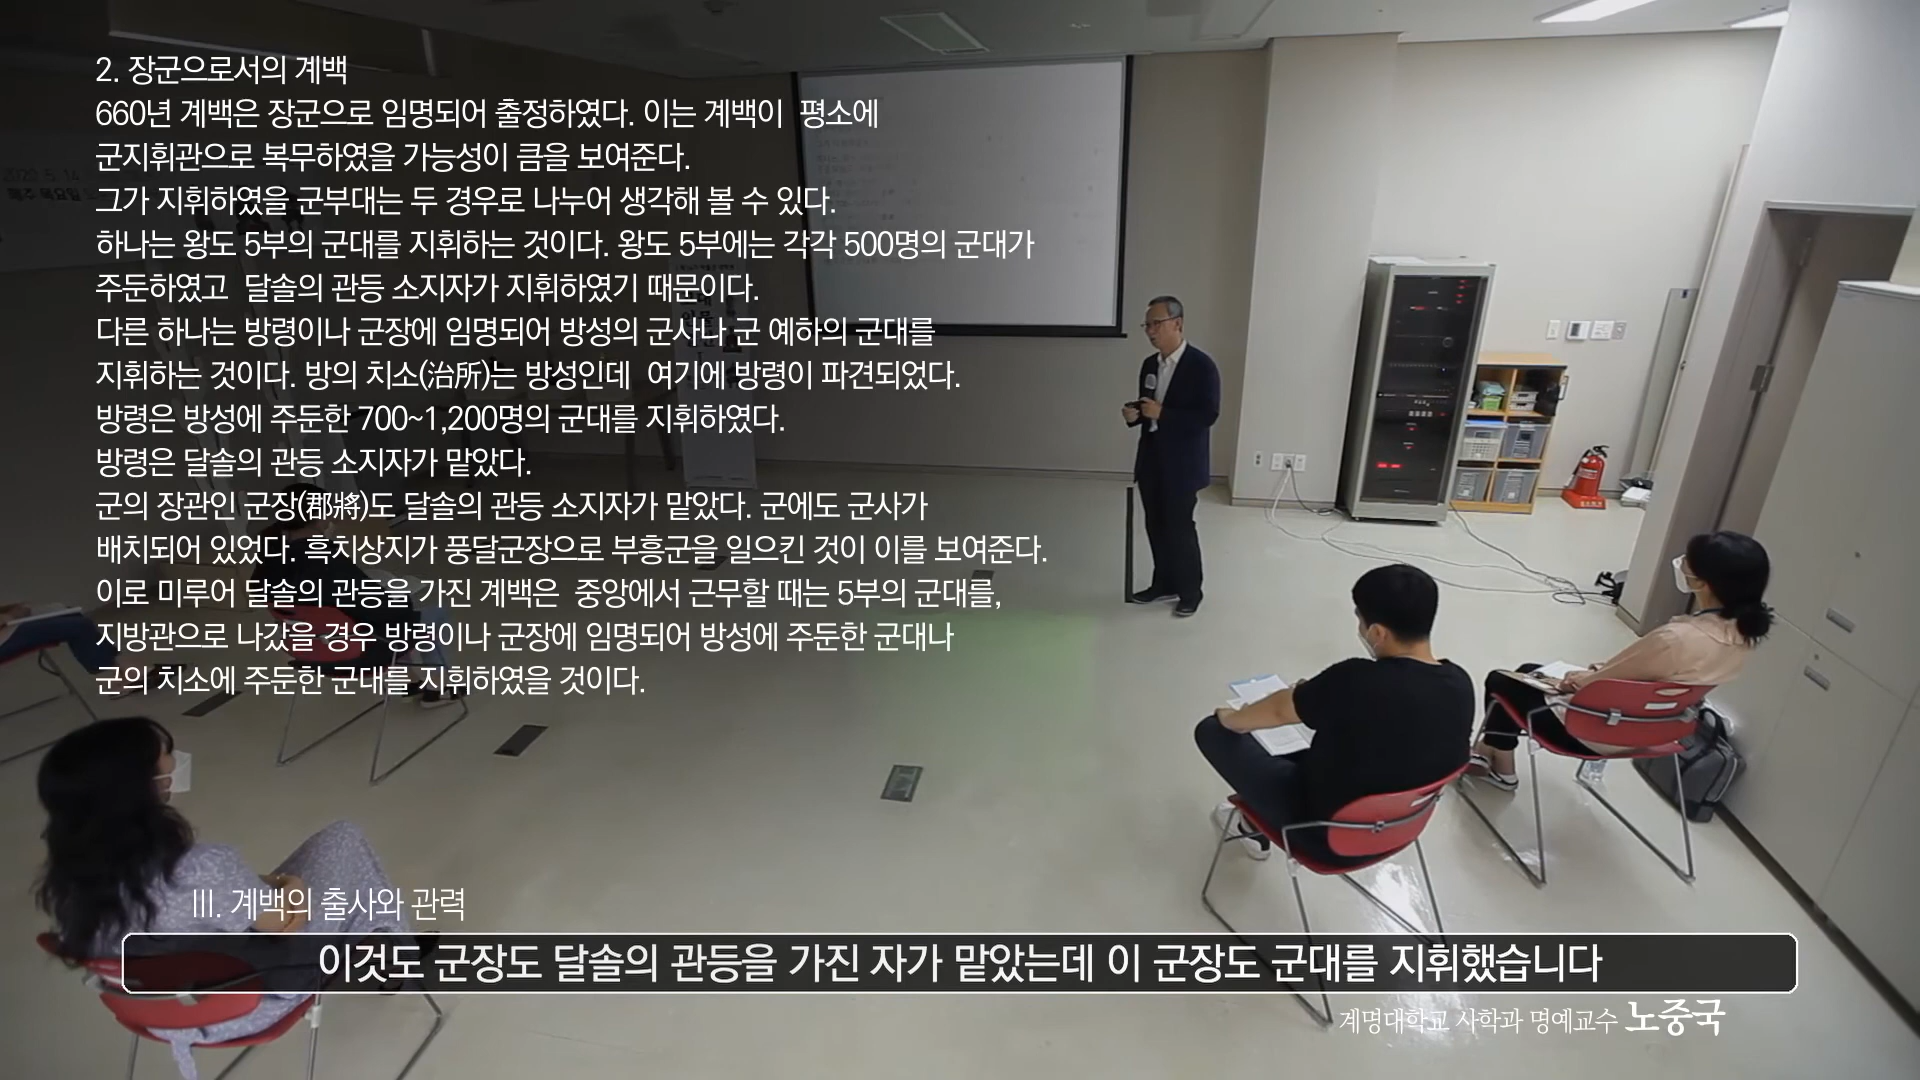 2. 장군으로서의 계백
660년 계백은 장군으로 임명되어 출정하였다. 이는 계백이 평소에
군지휘관으로 복무하였을 가능성이 큼을 보여준다.
그가 지휘하였을 군부대는 두 경우로 나누어 생각해 볼 수 있다.
하나는 왕도 5부의 군대를 지휘하는 것이다. 왕도 5부에는 각각 500명의 군대가
주둔하였고 달솔의 관등 소지자가 지휘하였기 때문이다.
다른 하나는 방령이나 군장에 임명되어 방성의 군사나 군 예하의 군대를
지휘하는 것이다. 방의 치소(治所)는 방성인데 여기에 방령이 파견되었다.
방령은 방성에 주둔한 700~1,200명의 군대를 지휘하였다.
방령은 달솔의 관등 소지자가 맡았다.
군의 장관인 군장(郡將)도 달솔의 관등 소지자가 맡았다. 군에도 군사가
배치되어 있었다. 흑치상지가 풍달군장으로 부흥군을 일으킨 것이 이를 보여준다.
이로 미루어 달솔의 관등을 가진 계백은 중앙에서 근무할 때는 5부의 군대를,
지방관으로 나갔을 경우 방령이나 군장에 임명되어 방성에 주둔한 군대나
군의 치소에 주둔한 군대를 지휘하였을 것이다.
III. 계백의 출사와 관력
이것도 군장도 달솔의 관등을 가진 자가 맡았는데 이 군장도 군대를 지휘했습니다
계명대학교 사학과 명예교수 노중국